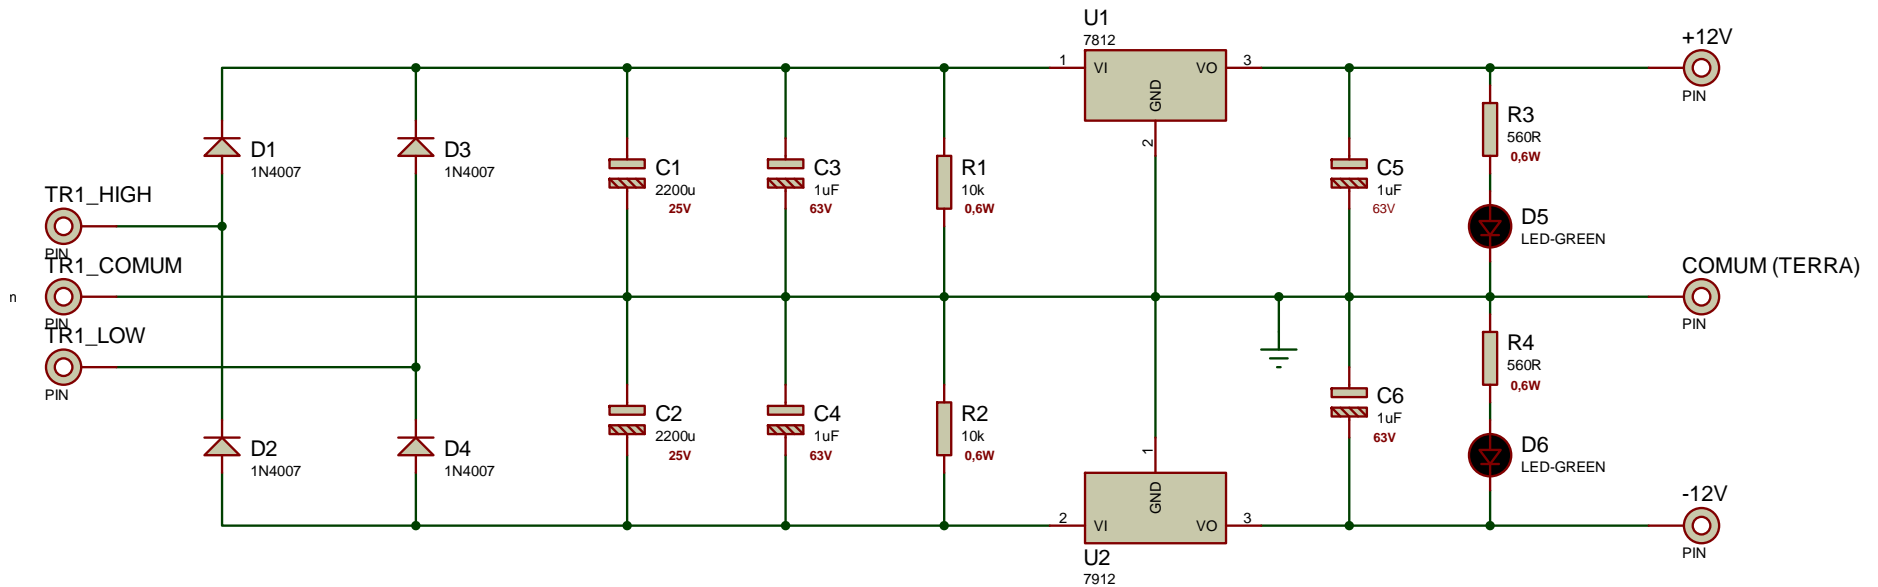 U1
7812
+12V
1
VI
VO
3
GND
2
PIN
D1
1N4007
D3
1N4007
C1
2200u
25V
C3
1uF
63V
R1
10k
0,6W
C5
1uF
63V
R3
560R
0,6W
D5
LED-GREEN
TR1_HIGH
PIN
TR1_COMUM
n
PIN
TR1_LOW
PIN
COMUM (TERRA)
PIN
D2
1N4007
D4
1N4007
C2
2200u
25V
C4
1uF
63V
R2
10k
0,6W
C6
1uF
63V
R4
560R
0,6W
D6
LED-GREEN
1
GND
2
VI
VO
3
U2
7912
-12V
PIN